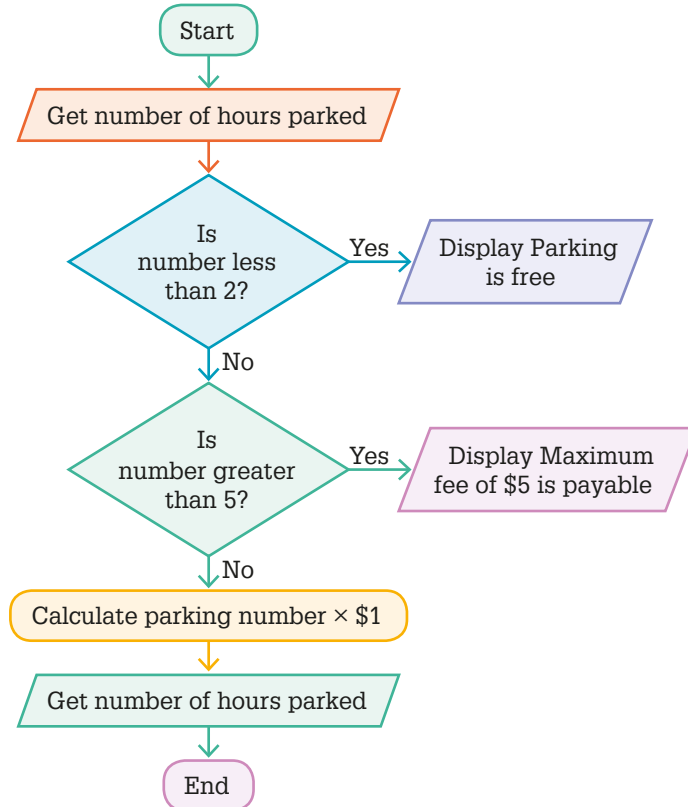 Start
Get number of hours parked
Is
number less
than 2?
Yes
Display Parking
is free
No
Is
number greater
than 5?
Yes
Display Maximum
fee of $5 is payable
No
Calculate parking number × $1
Get number of hours parked
End